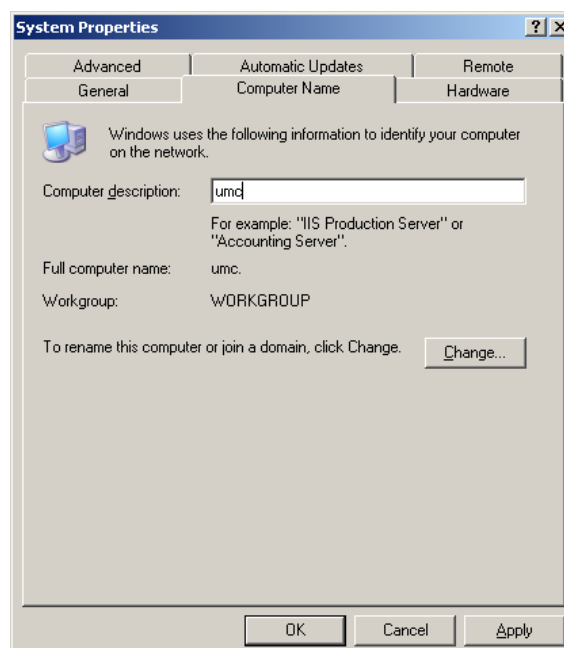 System Properties
Advanced
Automatic Updates
Remote
General
Computer Name
Hardware
Windows uses the following information to identify your computer
on the network.
Computer description:
umc
For example: "IIS Production Server" or
"Accounting Server".
Full computer name:
umc.
Workgroup:
WORKGROUP
To rename this computer or join a domain, click Change.
Change...
OK
Cancel
Apply